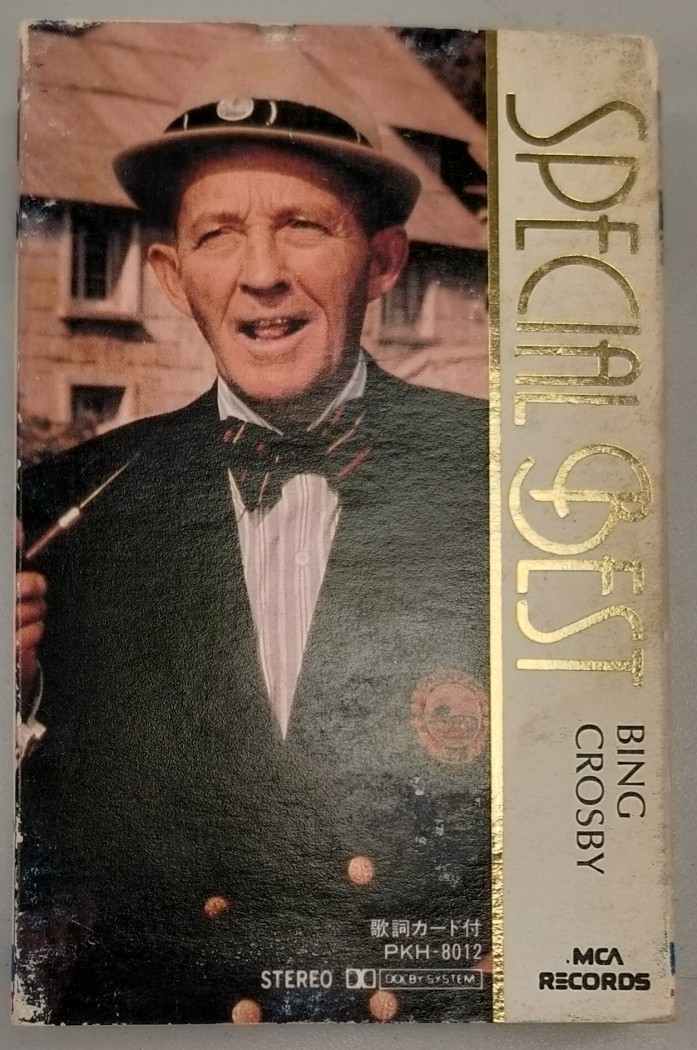 SPECIAL BEST
BING
CROSBY
歌詞カード付
PKH-8012
STEREO DOLBY SYSTEM
MCA
RECORDS